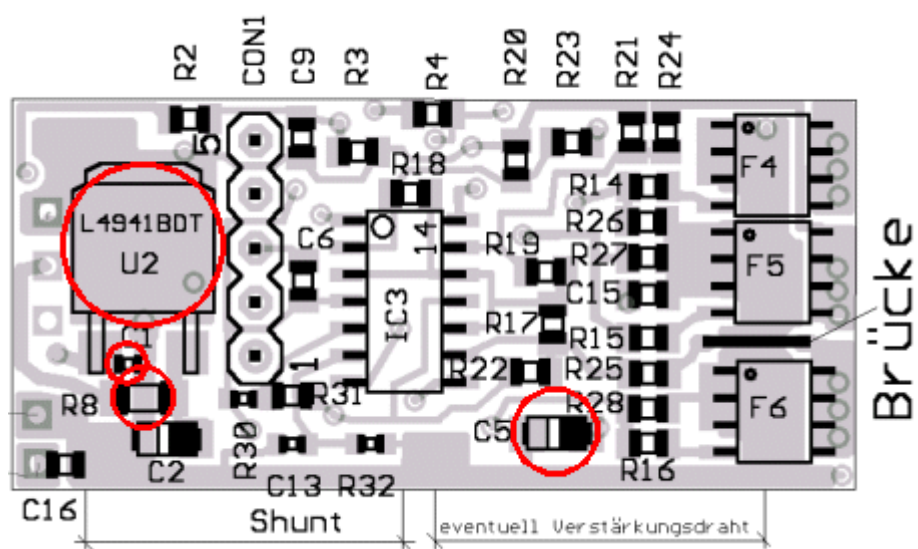 R2
CON1
C9
R3
R4
R20
R23
R21
R24
5
R18
R14
F4
L4941BDT
U2
C6
14
R19
R26
R27
F5
C15
IC3
R17
R15
Brücke
1
R22
R25
R8
R31
R28
F6
C5
C2
R30
R16
C13
R32
C16
Shunt
eventuell Verstärkungsdraht